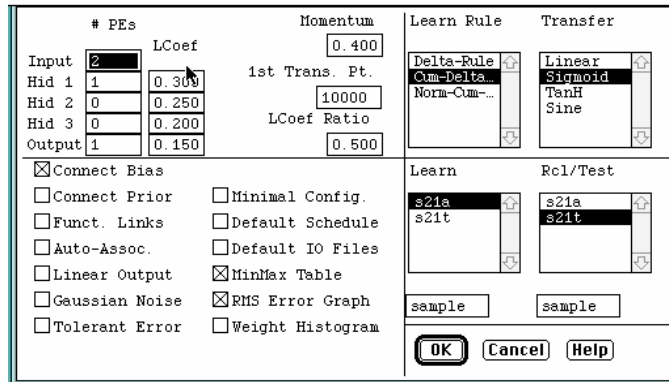 # PEs
LCoef
Input 2
Hid 1 1 0.300
Hid 2 0 0.250
Hid 3 0 0.200
Output 1 0.150
Momentum
0.400
1st Trans. Pt.
10000
LCoef Ratio
0.500
Learn Rule
Delta-Rule
Cum-Delta...
Norm-Cum-...
Transfer
Linear
Sigmoid
TanH
Sine
Connect Bias
Connect Prior
Funct. Links
Auto-Assoc.
Linear Output
Gaussian Noise
Tolerant Error
Minimal Config.
Default Schedule
Default IO Files
MinMax Table
RMS Error Graph
Weight Histogram
Learn
s21a
s21t
sample
Rcl/Test
s21a
s21t
sample
OK Cancel Help